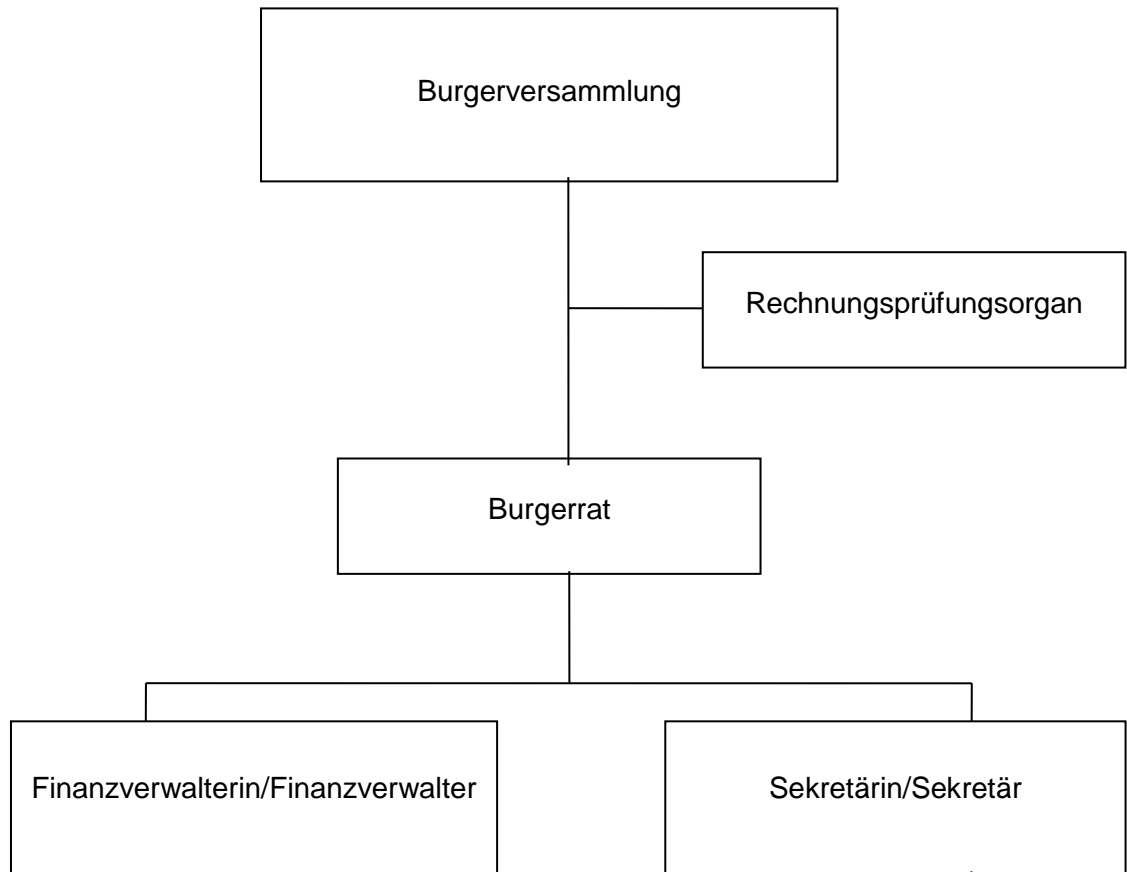 Burgerversammlung
Rechnungsprüfungsorgan
Burgerrat
Finanzverwalterin/Finanzverwalter
Sekretärin/Sekretär